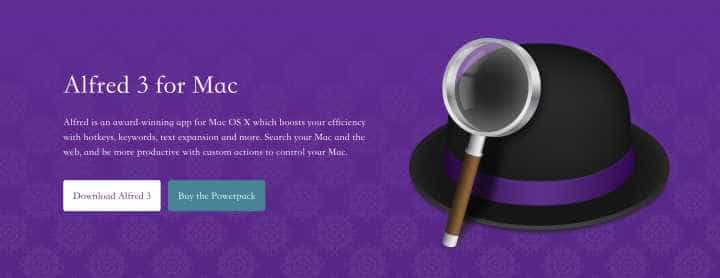 Alfred 3 for Mac
Alfred is an award-winning app for Mac OS X which boosts your efficiency
with hotkeys, keywords, text expansion and more. Search your Mac and the
web, and be more productive with custom actions to control your Mac.
Download Alfred 3
Buy the Powerpack